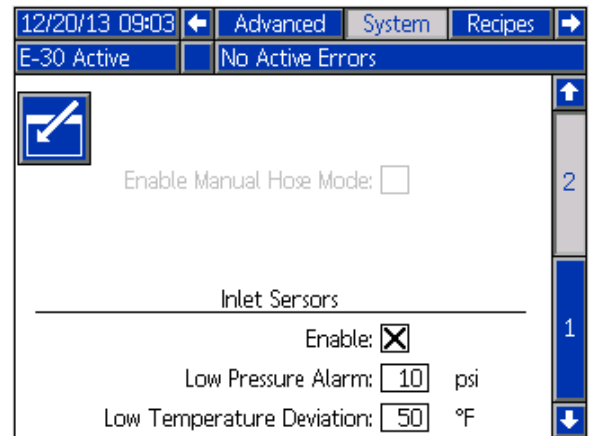 12/20/13 09:03 Advanced System Recipes
E-30 Active No Active Errors
Enable Manual Hose Mode:
2
Inlet Sersors
Enable:
1
Low Pressure Alarm: 10 psi
Low Temperature Deviation: 50 °F